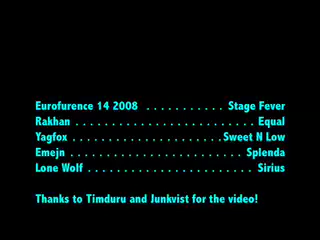 Eurofurence 14 2008 . . . . . . . . . . . Stage Fever
Rakhan . . . . . . . . . . . . . . . . . . . . . . . . . Equal
Yagfox . . . . . . . . . . . . . . . . . . . . .Sweet N Low
Emejn . . . . . . . . . . . . . . . . . . . . . . . . Splenda
Lone Wolf . . . . . . . . . . . . . . . . . . . . . . . Sirius
Thanks to Timduru and Junkvist for the video!